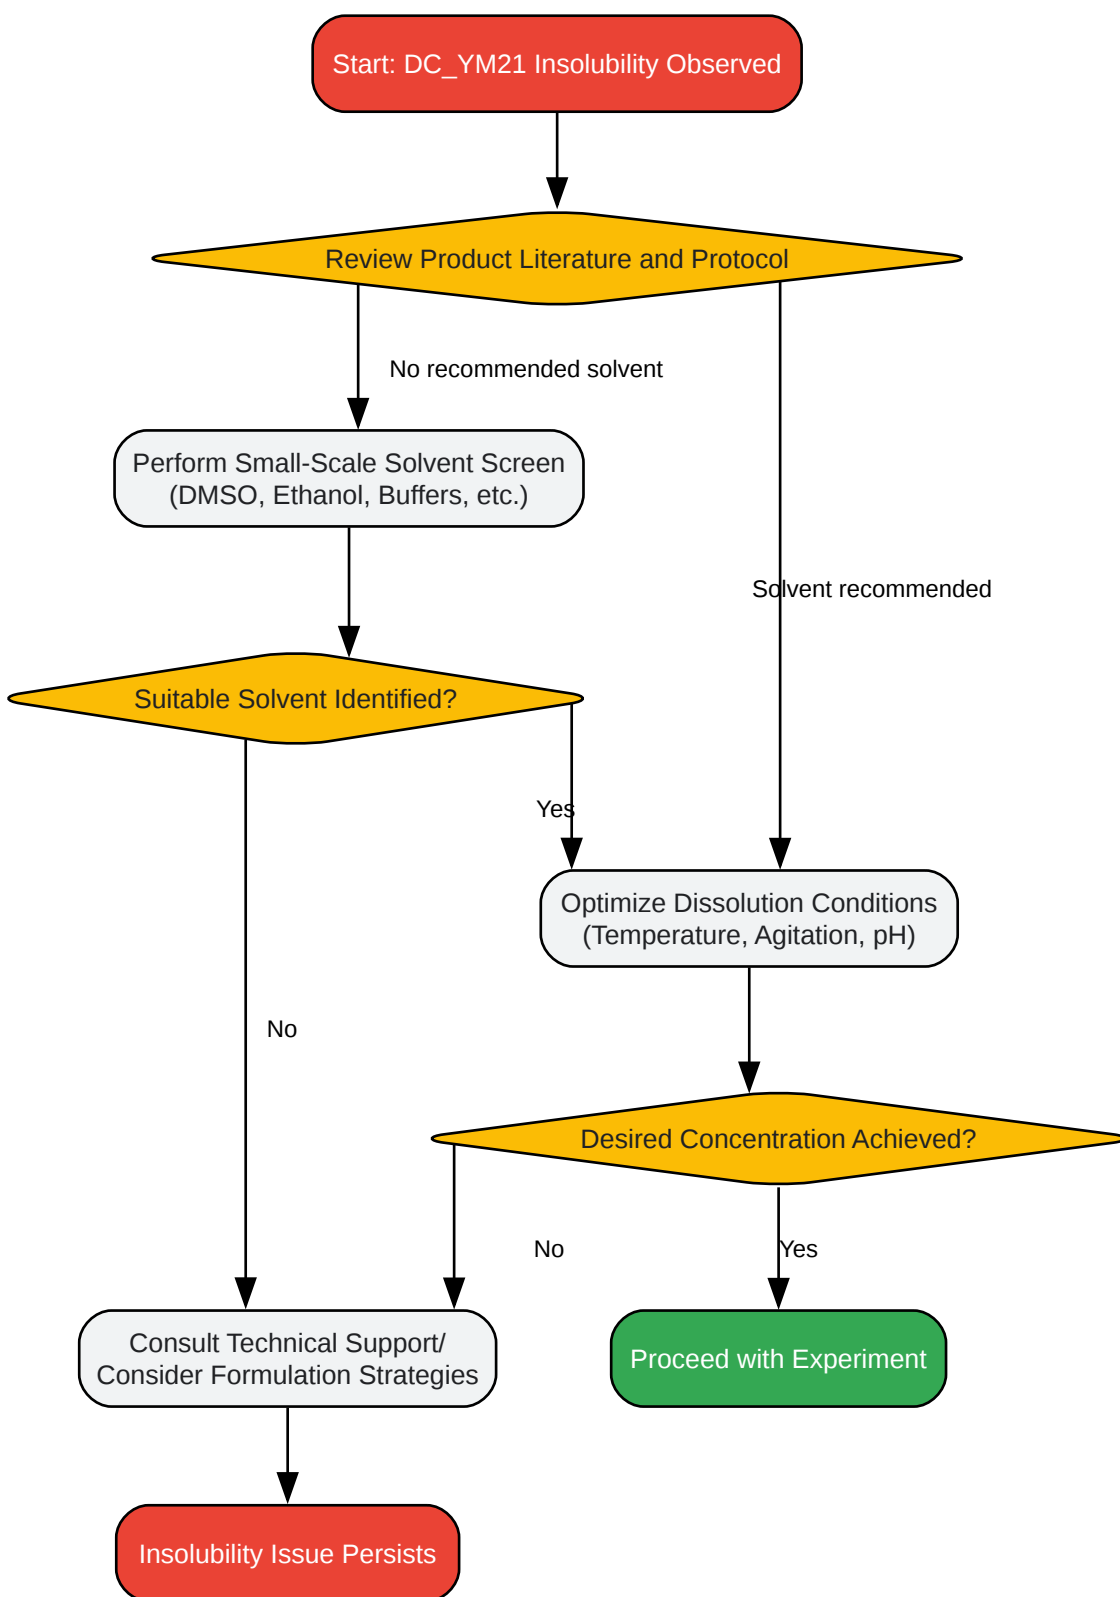 Start: DC_YM21 Insolubility Observed
Review Product Literature and Protocol
No recommended solvent
Perform Small-Scale Solvent Screen
(DMSO, Ethanol, Buffers, etc.)
Solvent recommended
Suitable Solvent Identified?
Yes
Optimize Dissolution Conditions
(Temperature, Agitation, pH)
No
Desired Concentration Achieved?
No
Yes
Consult Technical Support/
Consider Formulation Strategies
Proceed with Experiment
Insolubility Issue Persists